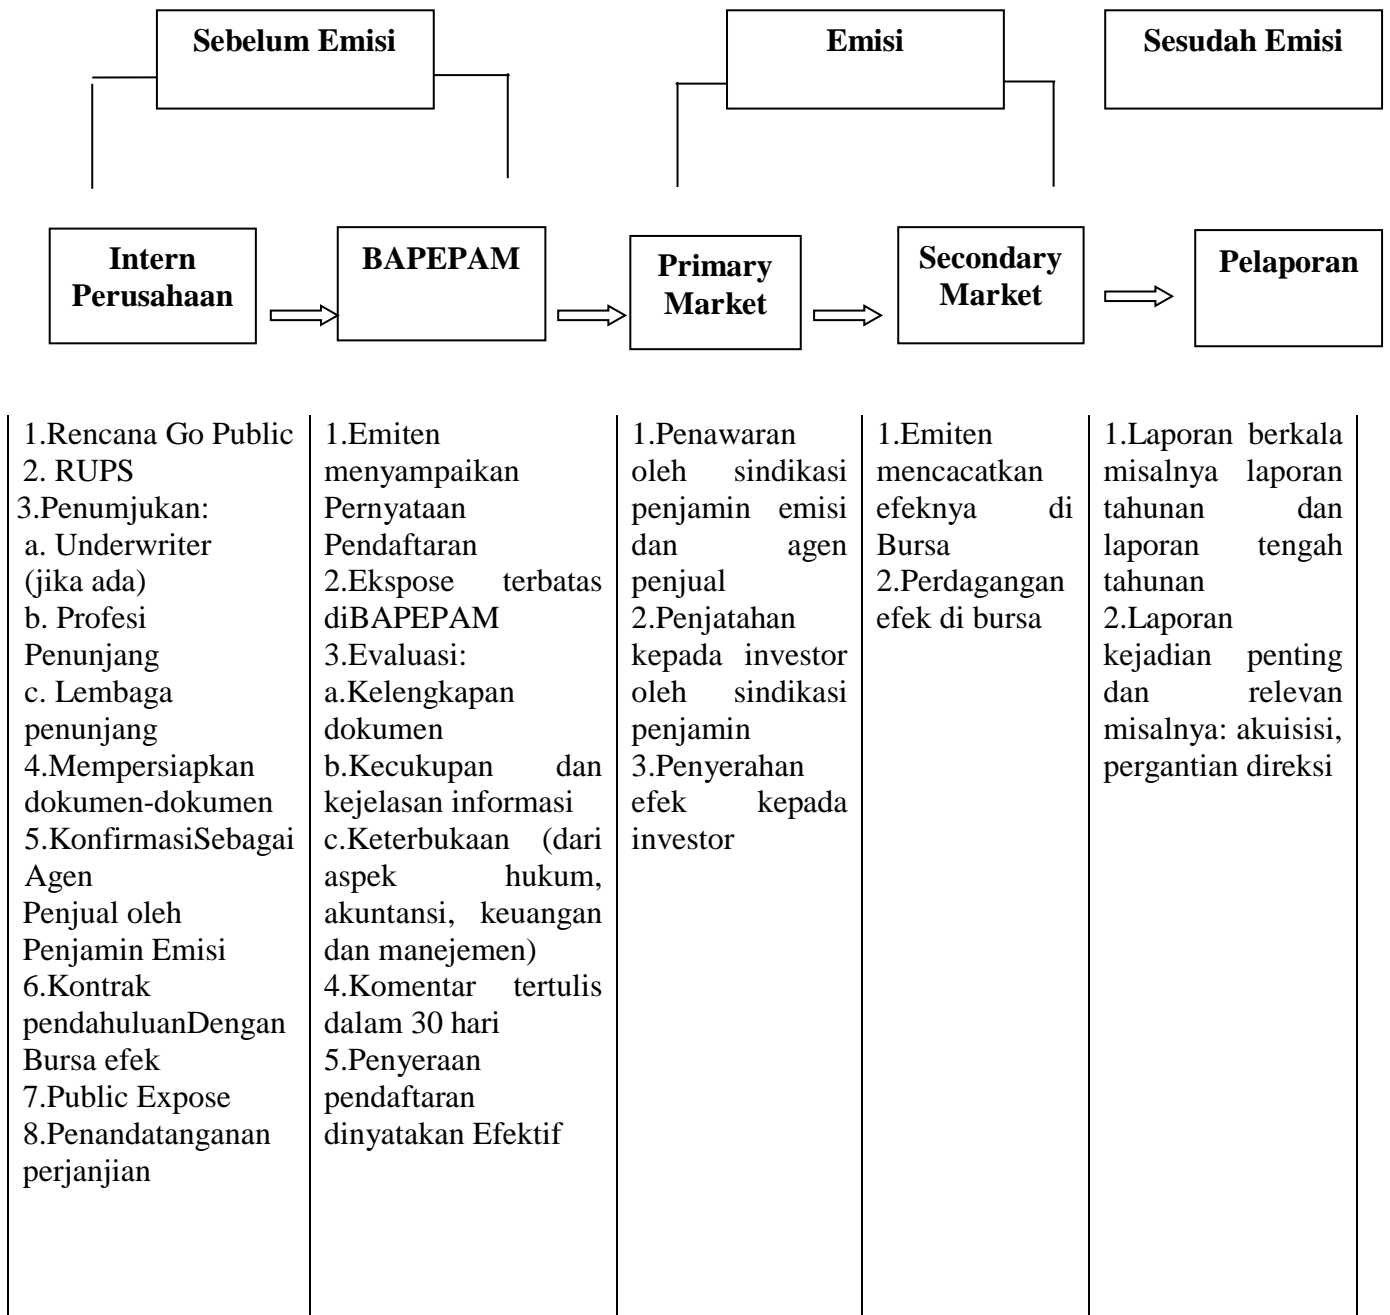 Sebelum Emisi
Emisi
Sesudah Emisi
Intern
Perusahaan
BAPEPAM
Primary
Market
Secondary
Market
Pelaporan
1.Rencana Go Public
2. RUPS
3.Penumjukan:
a. Underwriter
(jika ada)
b. Profesi
Penunjang
c. Lembaga
penunjang
4.Mempersiapkan
dokumen-dokumen
5.KonfirmasiSebagai
Agen
Penjual oleh
Penjamin Emisi
6.Kontrak
pendahuluanDengan
Bursa efek
7.Public Expose
8.Penandatanganan
perjanjian
1.Emiten
menyampaikan
Pernyataan
Pendaftaran
2.Ekspose terbatas
diBAPEPAM
3.Evaluasi:
a.Kelengkapan
dokumen
b.Kecukupan dan
kejelasan informasi
c.Keterbukaan (dari
aspek hukum,
akuntansi, keuangan
dan manejemen)
4.Komentar tertulis
dalam 30 hari
5.Penyeraan
pendaftaran
dinyatakan Efektif
1.Penawaran
oleh sindikasi
penjamin emisi
dan agen
penjual
2.Penjatahan
kepada investor
oleh sindikasi
penjamin
3.Penyerahan
efek kepada
investor
1.Emiten
mencacatkan
efeknya di
Bursa
2.Perdagangan
efek di bursa
1.Laporan berkala
misalnya laporan
tahunan dan
laporan tengah
tahunan
2.Laporan
kejadian penting
dan relevan
misalnya: akuisisi,
pergantian direksi